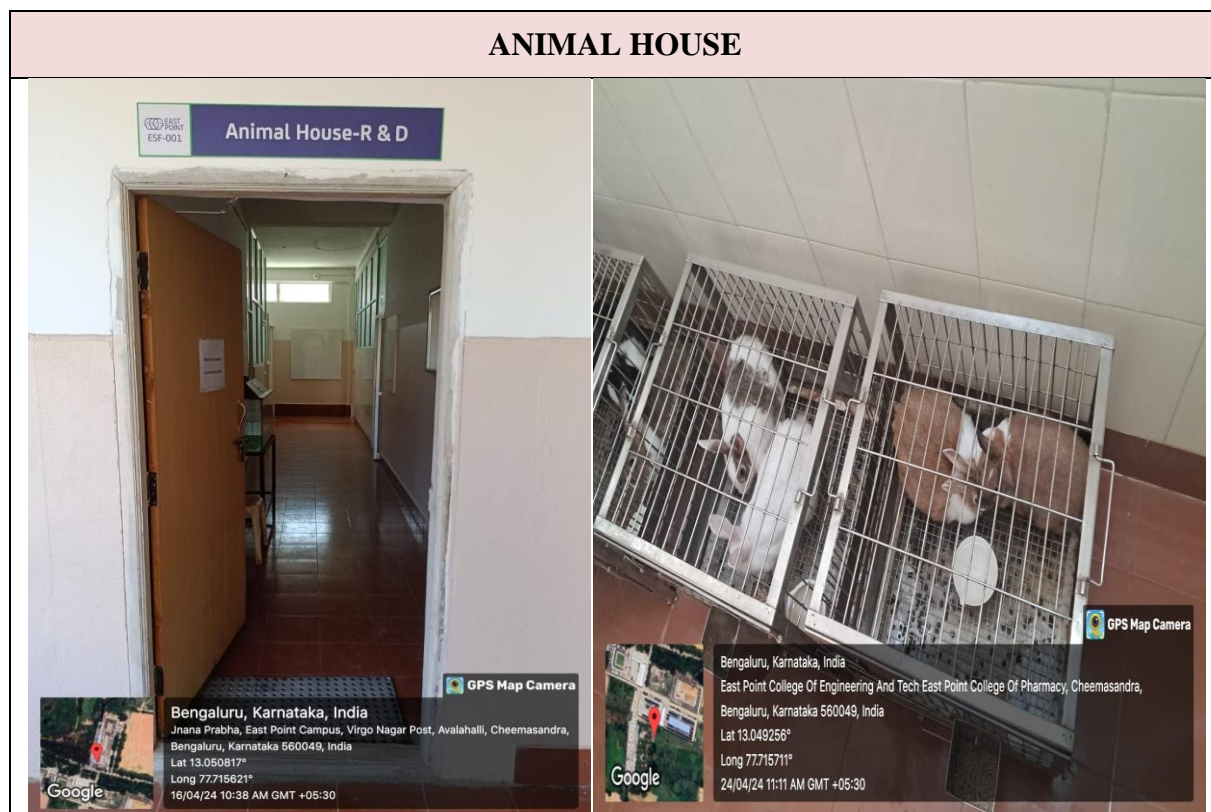 ANIMAL HOUSE
EAST
POINT
ESF-001
Animal House-R & D
GPS Map Camera
Bengaluru, Karnataka, India
Jnana Prabha, East Point Campus, Virgo Nagar Post, Avalahalli, Cheemasandra,
Bengaluru, Karnataka 560049, India
Lat 13.050817°
Long 77.715621°
16/04/24 10:38 AM GMT +05:30
Google
GPS Map Camera
Bengaluru, Karnataka, India
East Point College Of Engineering And Tech East Point College Of Pharmacy, Cheemasandra,
Bengaluru, Karnataka 560049, India
Lat 13.049256°
Long 77.715711°
24/04/24 11:11 AM GMT +05:30
Google